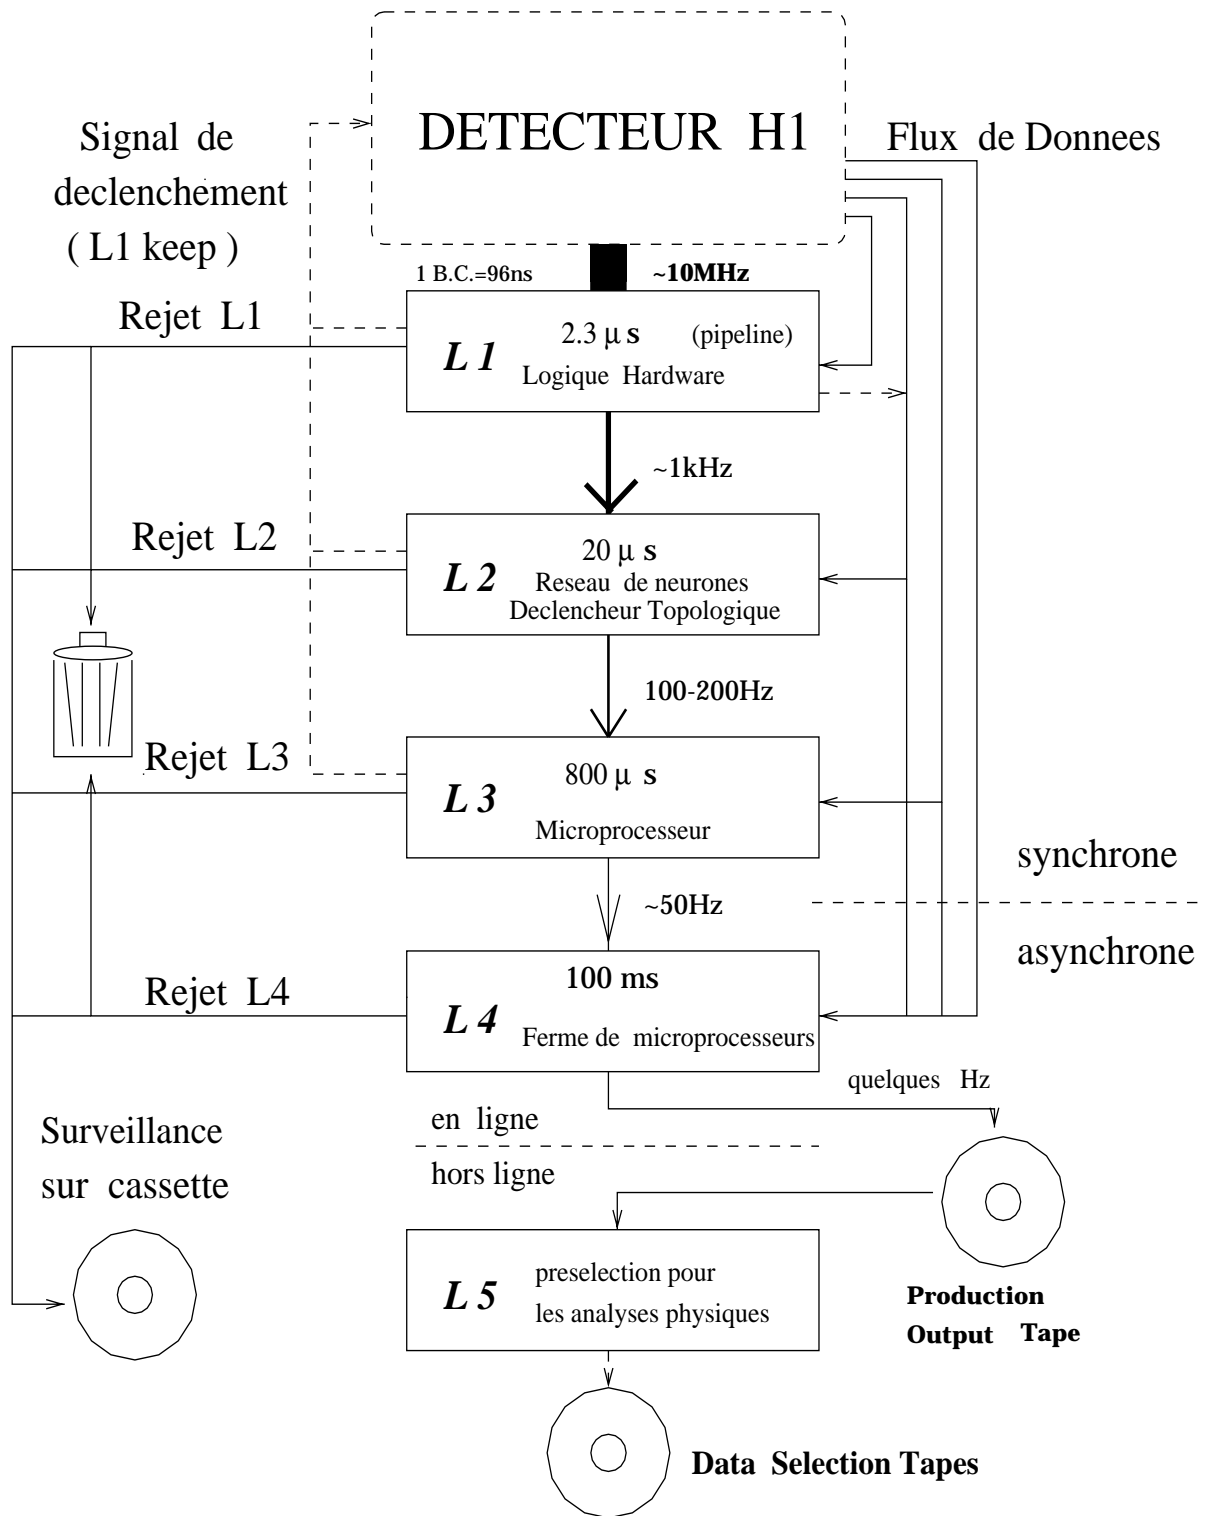 DETECTEUR H1
Flux de Donnees
Signal de
declenchement
( L1 keep )
1 B.C.=96ns
~10MHz
Rejet L1
L 1
2.3 µ s (pipeline)
Logique Hardware
~1kHz
Rejet L2
L 2
20 µ s
Reseau de neurones
Declencheur Topologique
100-200Hz
Rejet L3
L 3
800 µ s
Microprocesseur
synchrone
~50Hz
asynchrone
Rejet L4
L 4
100 ms
Ferme de microprocesseurs
quelques Hz
en ligne
hors ligne
Surveillance
sur cassette
L 5
preselection pour
les analyses physiques
Production
Output Tape
Data Selection Tapes